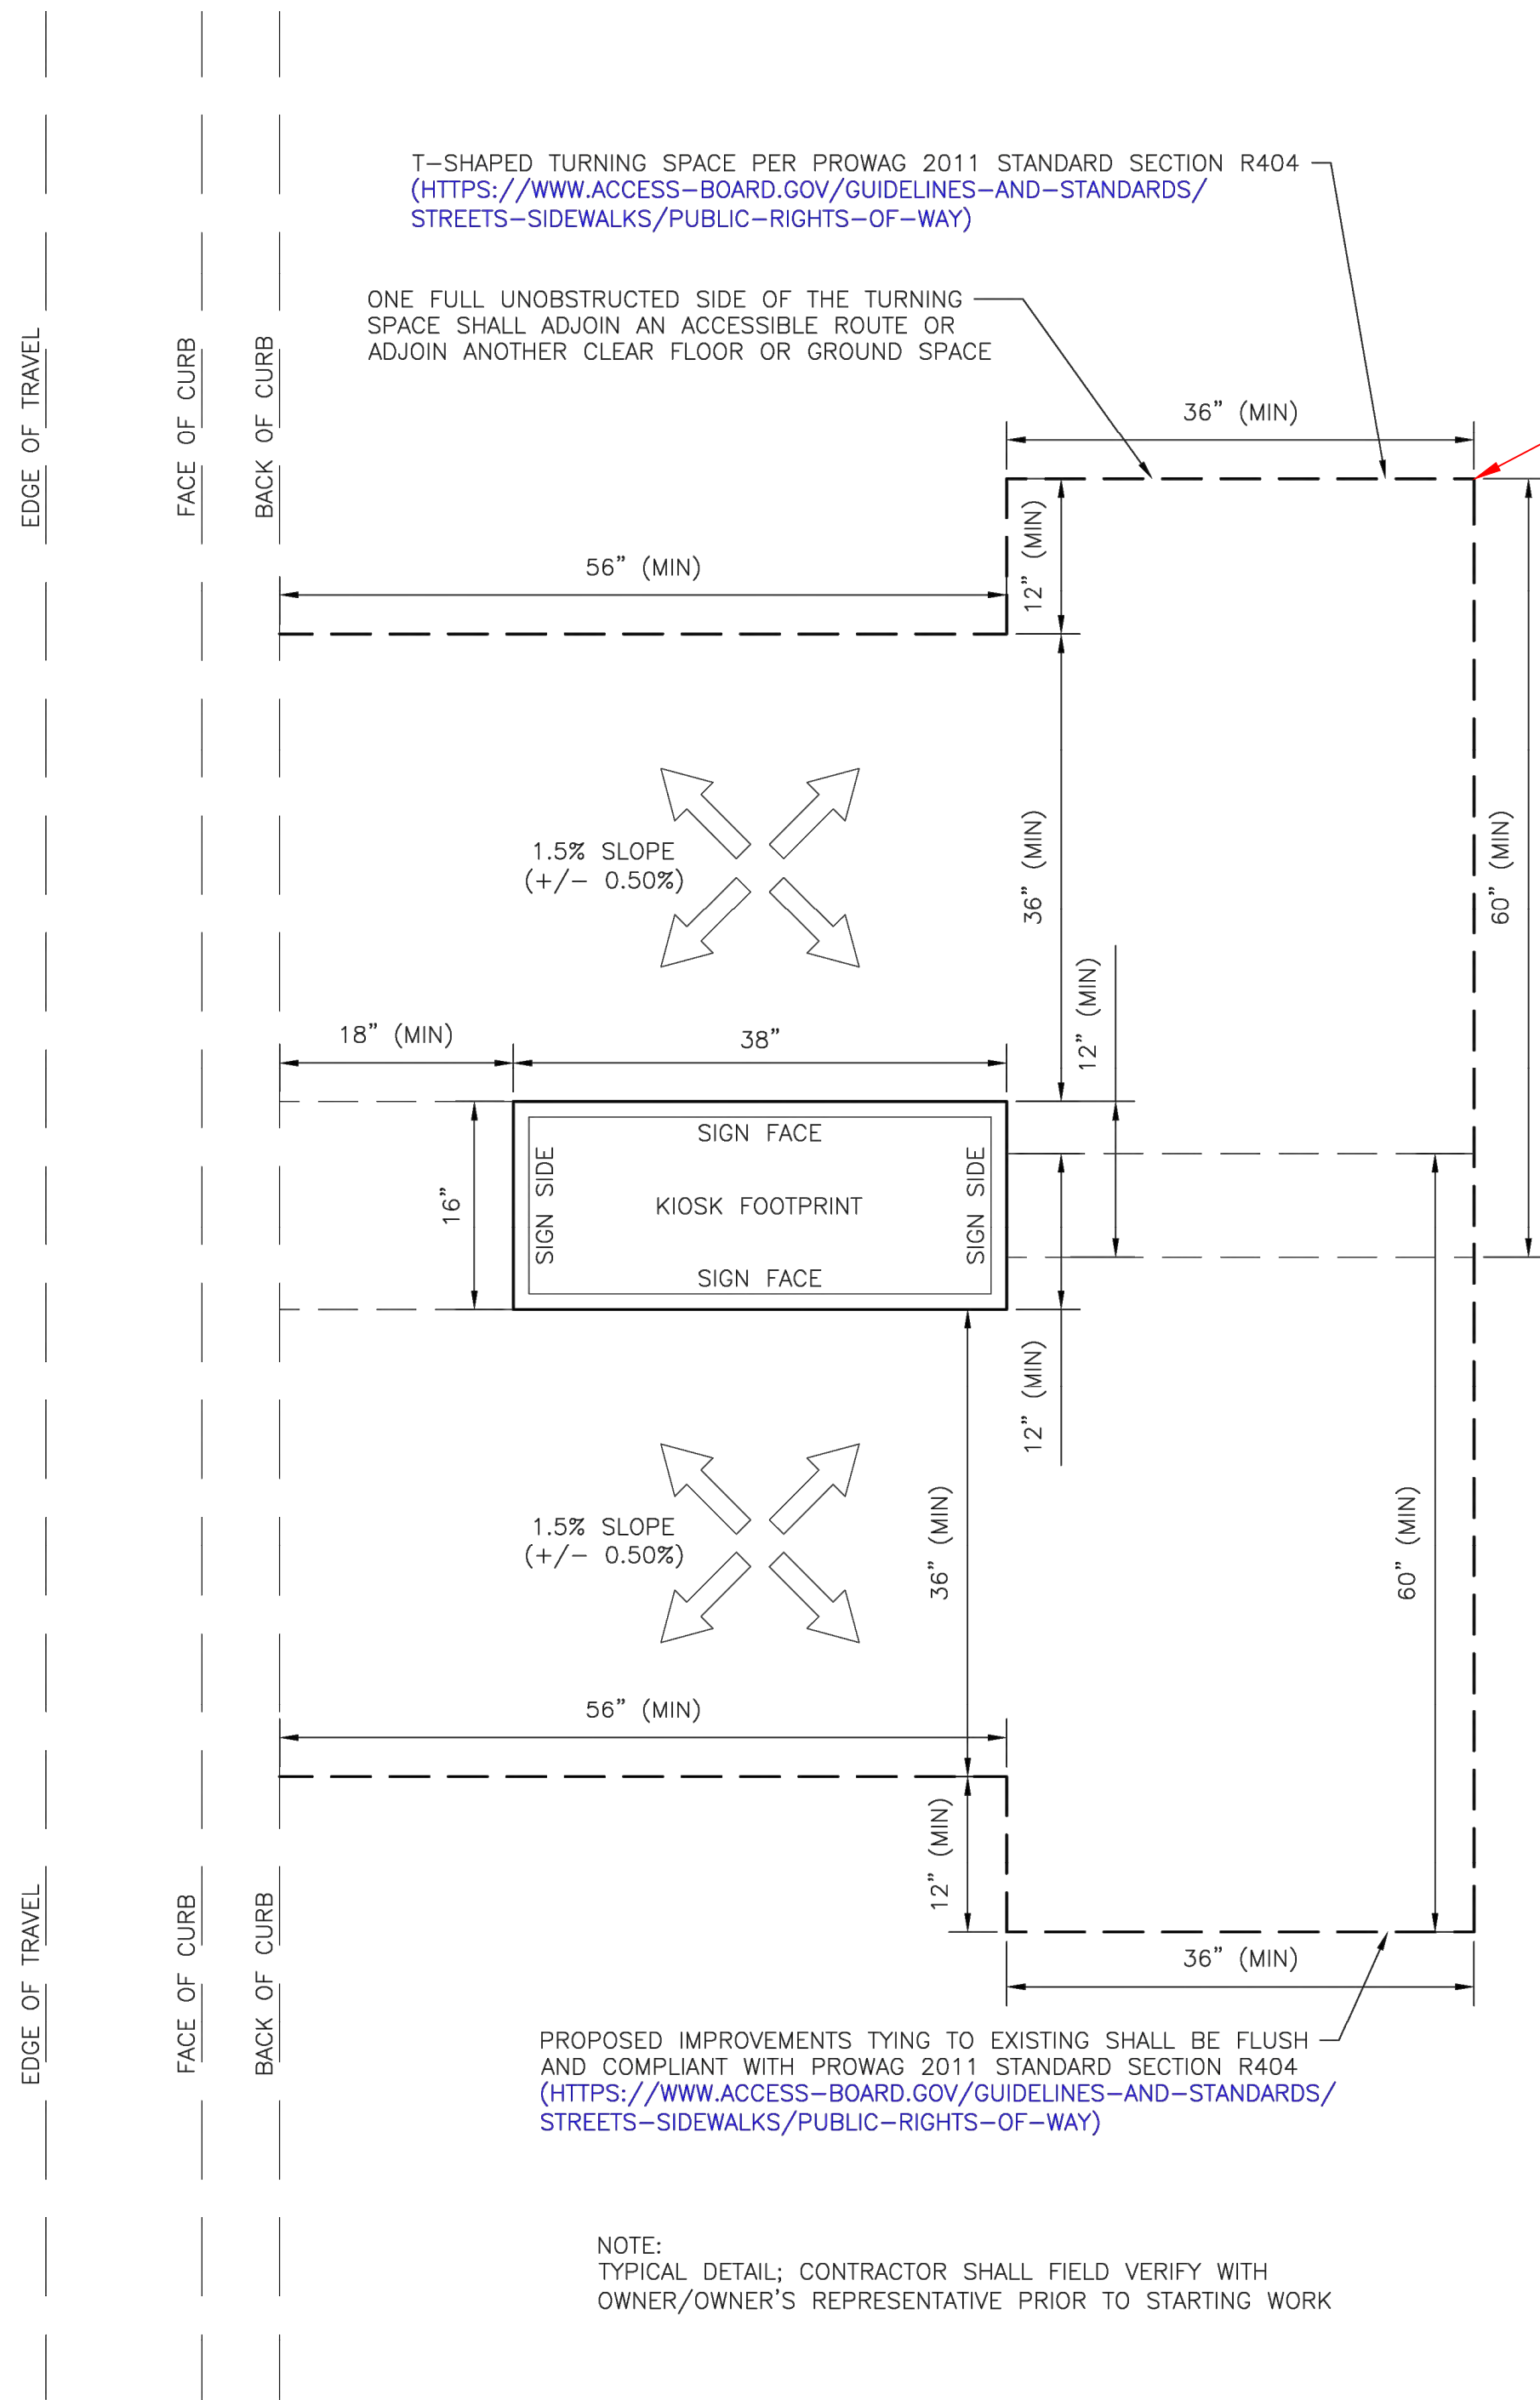 T-SHAPED TURNING SPACE PER PROWAG 2011 STANDARD SECTION R404
(HTTPS://WWW.ACCESS-BOARD.GOV/GUIDELINES-AND-STANDARDS/
STREETS-SIDEWALKS/PUBLIC-RIGHTS-OF-WAY)
ONE FULL UNOBSTRUCTED SIDE OF THE TURNING
SPACE SHALL ADJOIN AN ACCESSIBLE ROUTE OR
ADJOIN ANOTHER CLEAR FLOOR OR GROUND SPACE
EDGE OF TRAVEL
FACE OF CURB
BACK OF CURB
36" (MIN)
12" (MIN)
56" (MIN)
1.5% SLOPE
(+/- 0.50%)
36" (MIN)
60" (MIN)
12" (MIN)
18" (MIN)
38"
16"
SIGN FACE
SIGN SIDE
KIOSK FOOTPRINT
SIGN SIDE
SIGN FACE
12" (MIN)
1.5% SLOPE
(+/- 0.50%)
36" (MIN)
60" (MIN)
56" (MIN)
12" (MIN)
EDGE OF TRAVEL
FACE OF CURB
BACK OF CURB
36" (MIN)
PROPOSED IMPROVEMENTS TYING TO EXISTING SHALL BE FLUSH
AND COMPLIANT WITH PROWAG 2011 STANDARD SECTION R404
(HTTPS://WWW.ACCESS-BOARD.GOV/GUIDELINES-AND-STANDARDS/
STREETS-SIDEWALKS/PUBLIC-RIGHTS-OF-WAY)
NOTE:
TYPICAL DETAIL; CONTRACTOR SHALL FIELD VERIFY WITH
OWNER/OWNER'S REPRESENTATIVE PRIOR TO STARTING WORK